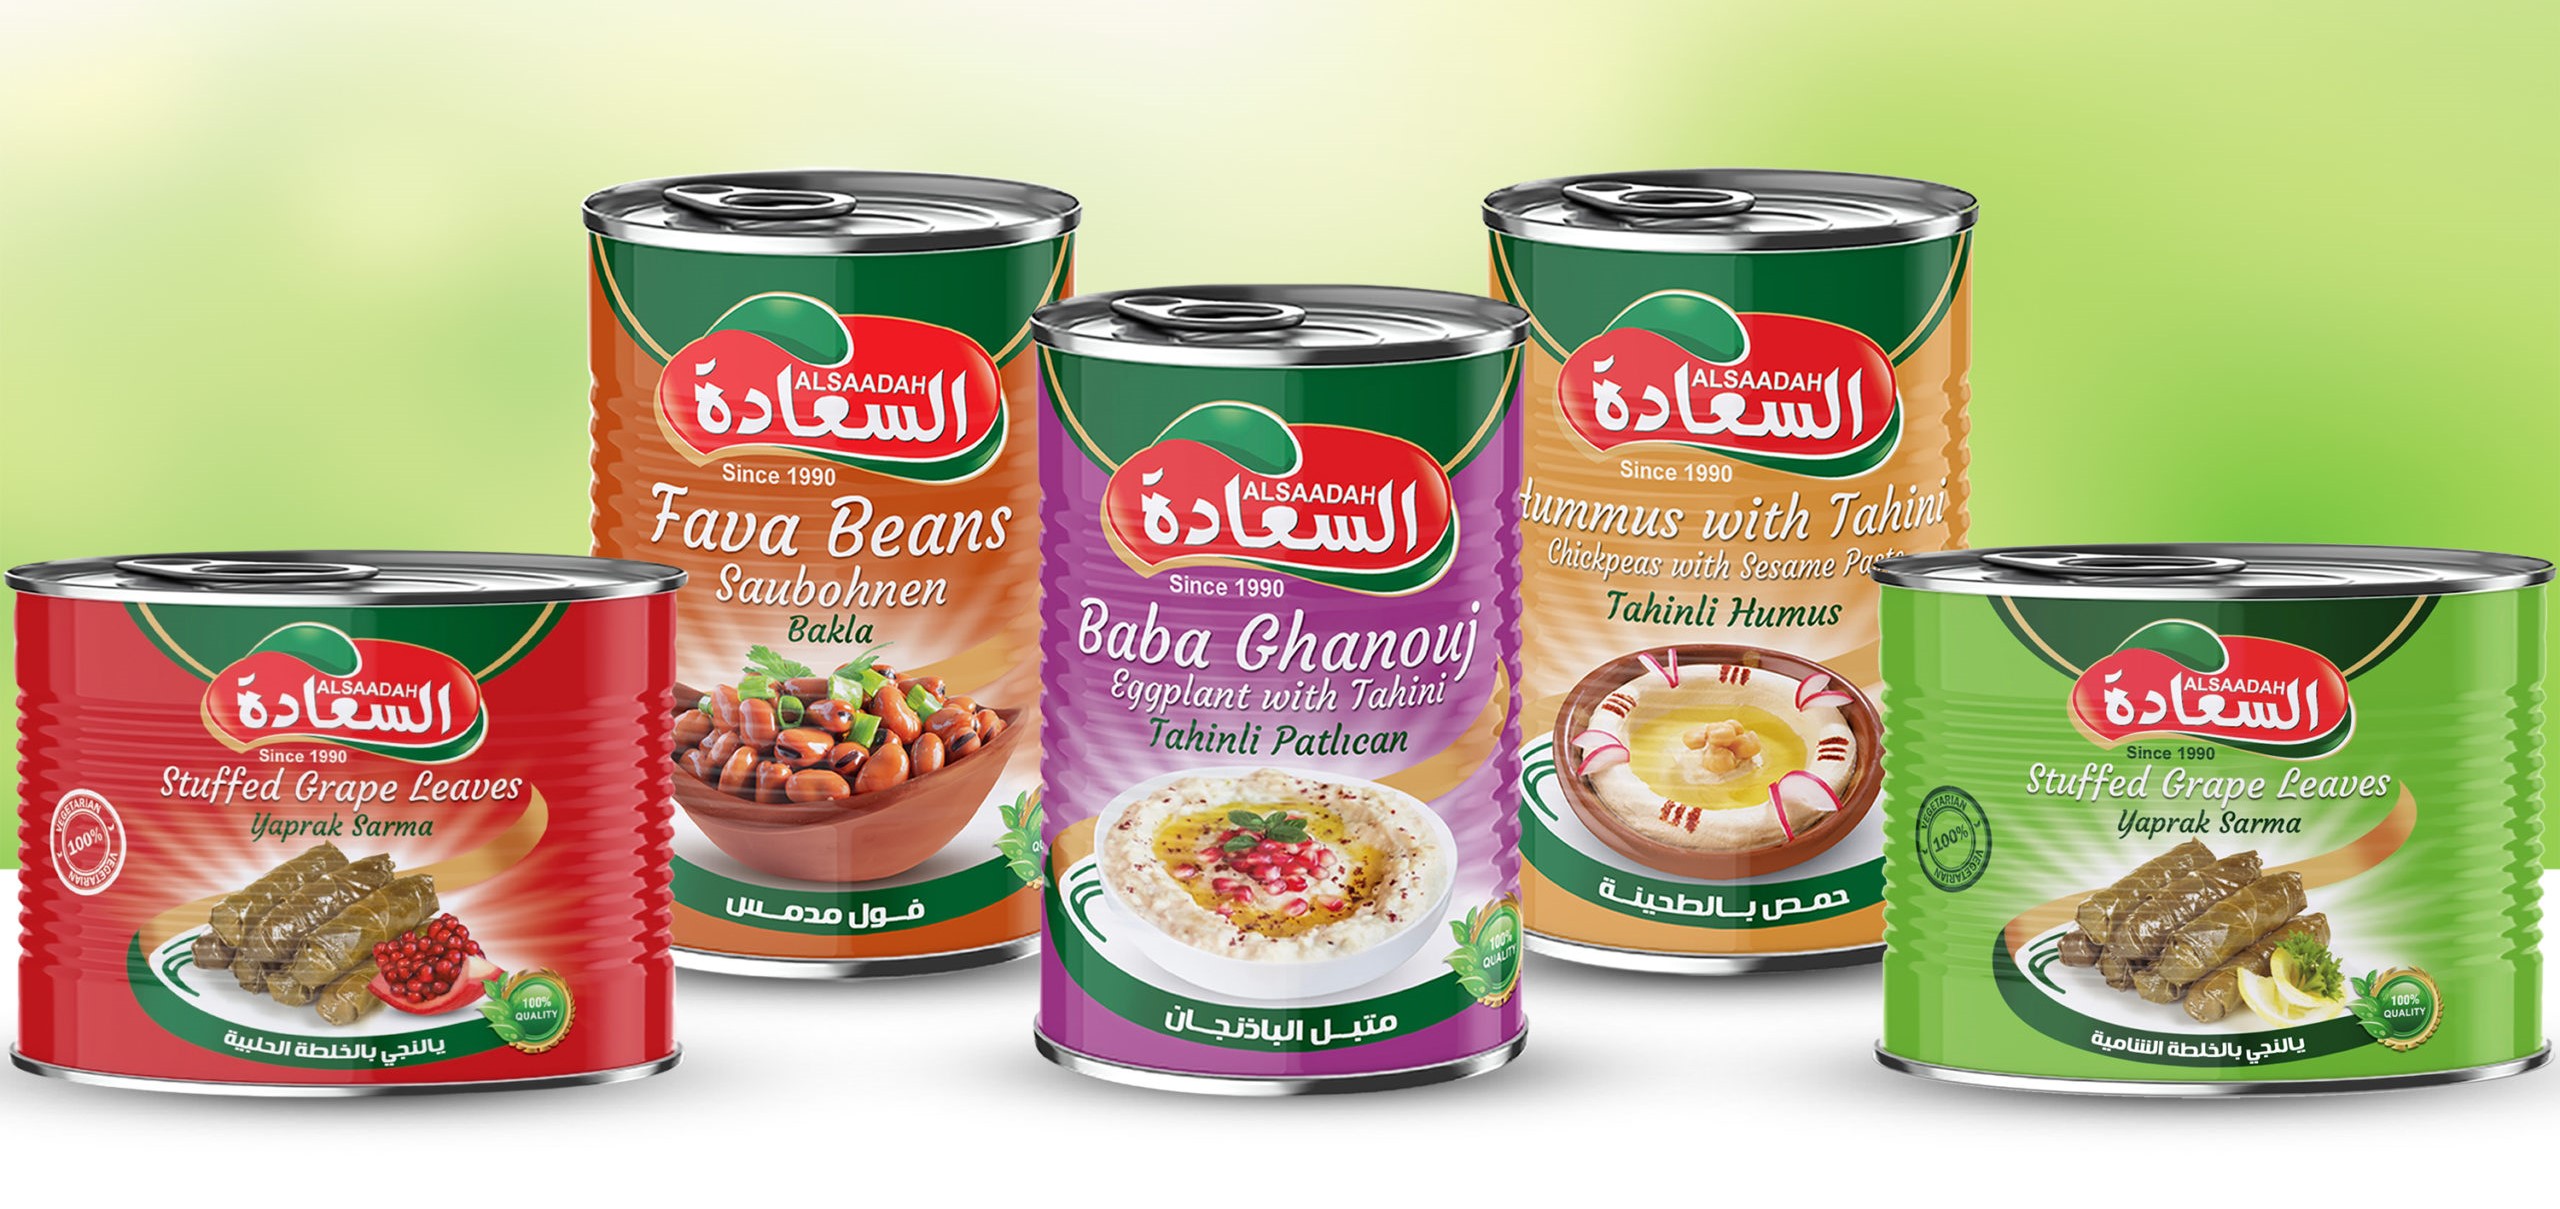 ALSAADAH
السعادة
Since 1990
Stuffed Grape Leaves
Yaprak Sarma
VEGETARIAN
100%
VEGETARIAN
100%
QUALITY
يالنجي بالخلطة الحلبية
ALSAADAH
السعادة
Since 1990
Fava Beans
Saubohnen
Bakla
فول مدمس
ALSAADAH
السعادة
Since 1990
Baba Ghanouj
Eggplant with Tahini
Tahinli Patlıcan
100%
QUALITY
متبل الباذنجان
ALSAADAH
السعادة
Since 1990
with Tahini
Chickpeas with Sesame
Tahinli Humus
حمص بالطحينة
ALSAADAH
السعادة
Since 1990
Stuffed Grape Leaves
Yaprak Sarma
VEGETARIAN
100%
VEGETARIAN
100%
QUALITY
يالنجي بالخلطة الشامية